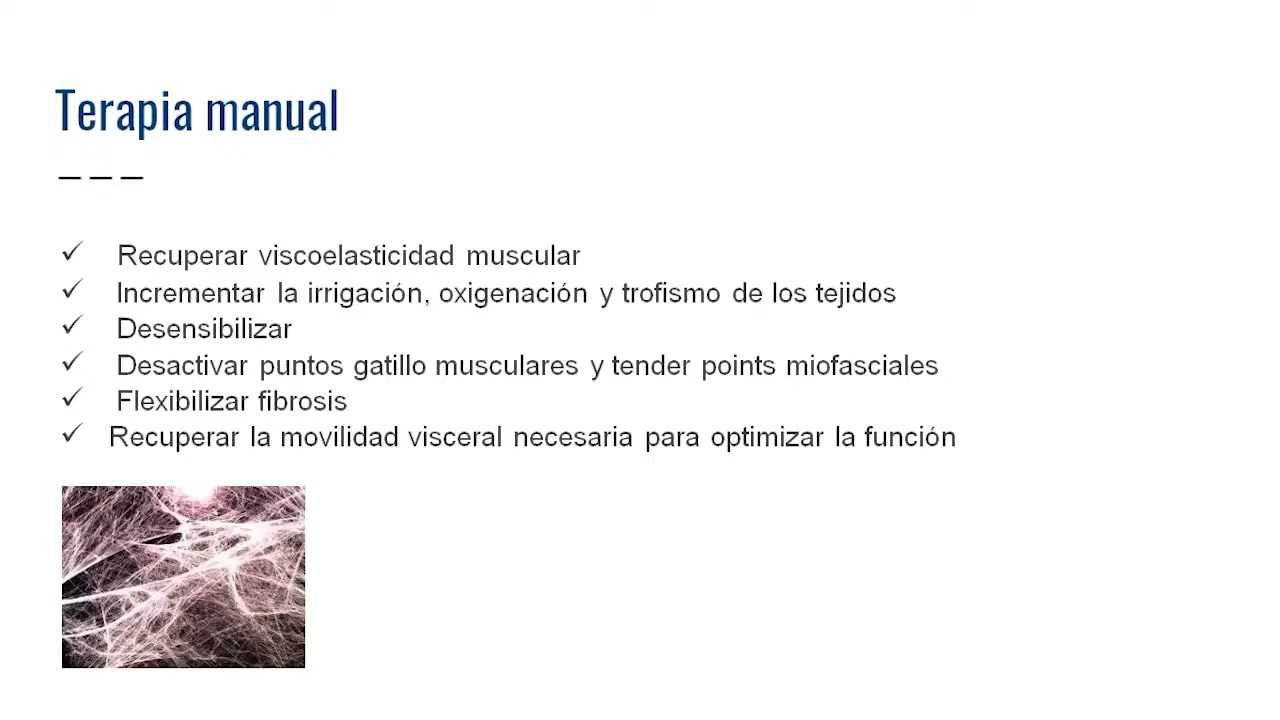 Terapia manual
✓ Recuperar viscoelasticidad muscular
✓ Incrementar la irrigación, oxigenación y trofismo de los tejidos
✓ Desensibilizar
✓ Desactivar puntos gatillo musculares y tender points miofasciales
✓ Flexibilizar fibrosis
✓ Recuperar la movilidad visceral necesaria para optimizar la función